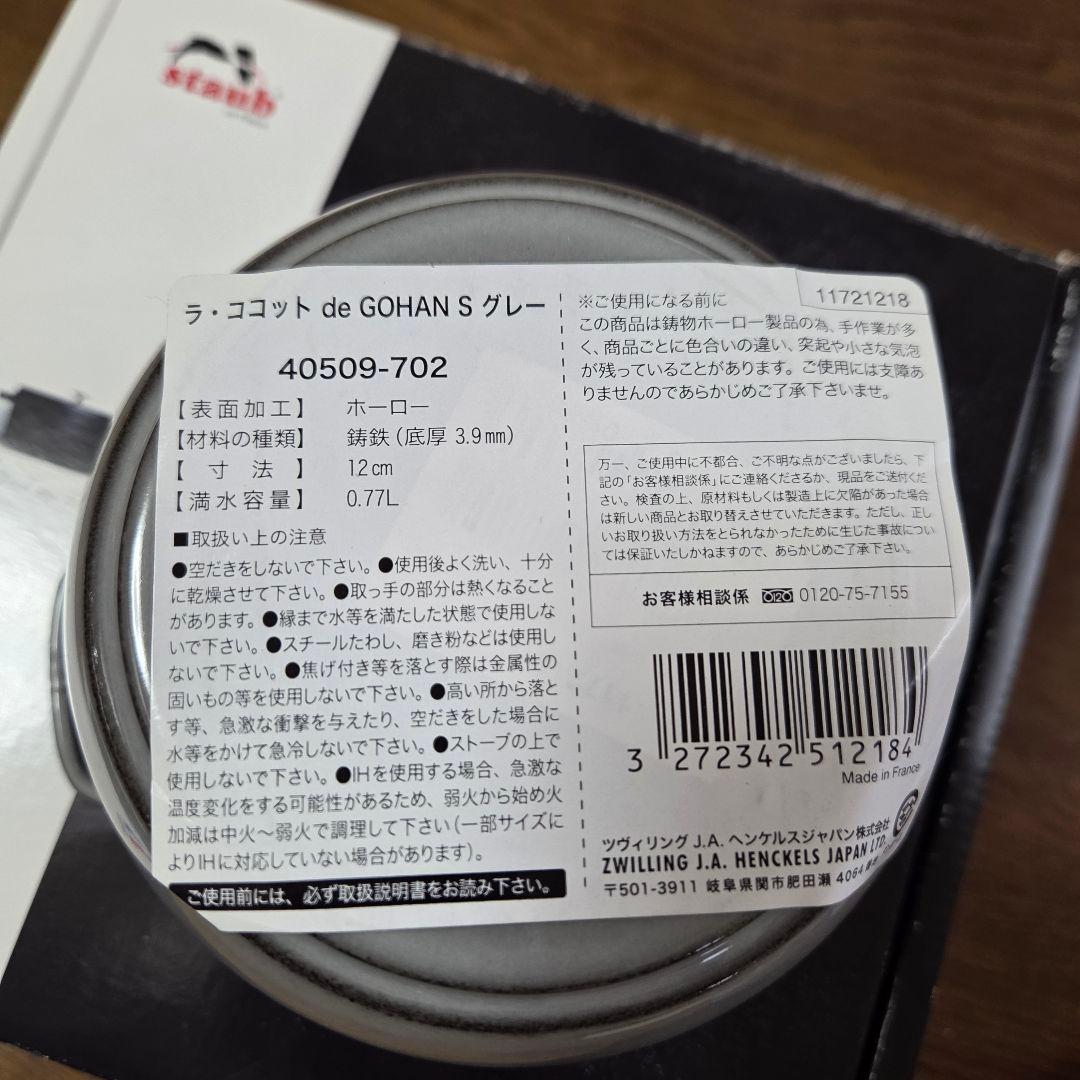 staub
ラ・ココット de GOHAN S グレー
40509-702
【表面加工】 ホーロー
【材料の種類】 鋳鉄(底厚 3.9㎜)
【寸法】 12㎝
【満水容量】 0.77L
■取扱い上の注意
●空だきをしないで下さい。●使用後よく洗い、十分
に乾燥させて下さい。●取っ手の部分は熱くなること
があります。●縁まで水等を満たした状態で使用しな
いで下さい。●スチールたわし、磨き粉などは使用し
ないで下さい。●焦げ付き等を落とす際は金属性の
固いもの等を使用しないで下さい。●高い所から落と
す等、急激な衝撃を与えたり、空だきをした場合に
水等をかけて急冷しないで下さい。●ストーブの上で
使用しないで下さい。●IHを使用する場合、急激な
温度変化をする可能性があるため、弱火から始め火
加減は中火〜弱火で調理して下さい(一部サイズに
よりIHに対応していない場合があります)。
ご使用前には、必ず取扱説明書をお読み下さい。
11721218
※ご使用になる前に
この商品は鋳物ホーロー製品の為、手作業が多
く、商品ごとに色合いの違い、突起や小さな気泡
が残っていることがあります。ご使用には支障あ
りませんのであらかじめご了承下さいませ。
万一、ご使用中に不都合、ご不明な点がございましたら、下
記の「お客様相談係」にご連絡くださるか、現品をご送付くだ
さい。検査の上、原材料もしくは製造上に欠陥があった場合
は新しい商品とお取り替えさせていただきます。ただし、正し
いお取り扱い方法をとられなかったために生じた事故につい
ては保証いたしかねますので、あらかじめご了承下さい。
お客様相談係 0120-75-7155
3 272342 512184
Made in France
ツヴィリング J.A. ヘンケルスジャパン株式会社
ZWILLING J.A. HENCKELS JAPAN LTD.
〒501-3911 岐阜県関市肥田瀬 4064